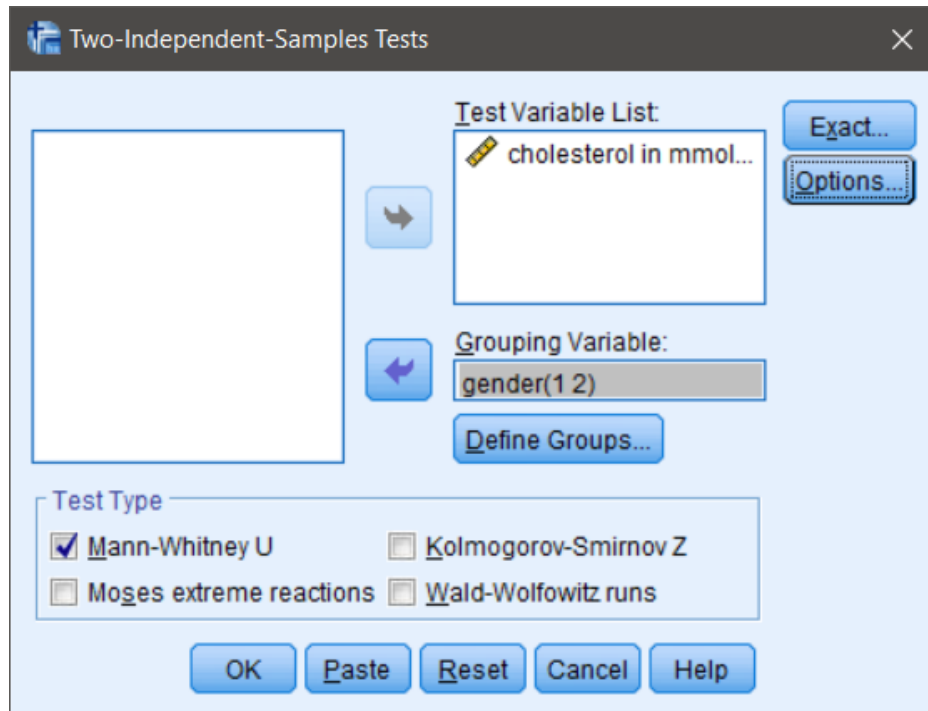 Two-Independent-Samples Tests
Test Variable List:
cholesterol in mmol...
Exact...
Options...
Grouping Variable:
gender(1 2)
Define Groups...
Test Type
Mann-Whitney U
Kolmogorov-Smirnov Z
Moses extreme reactions
Wald-Wolfowitz runs
OK
Paste
Reset
Cancel
Help